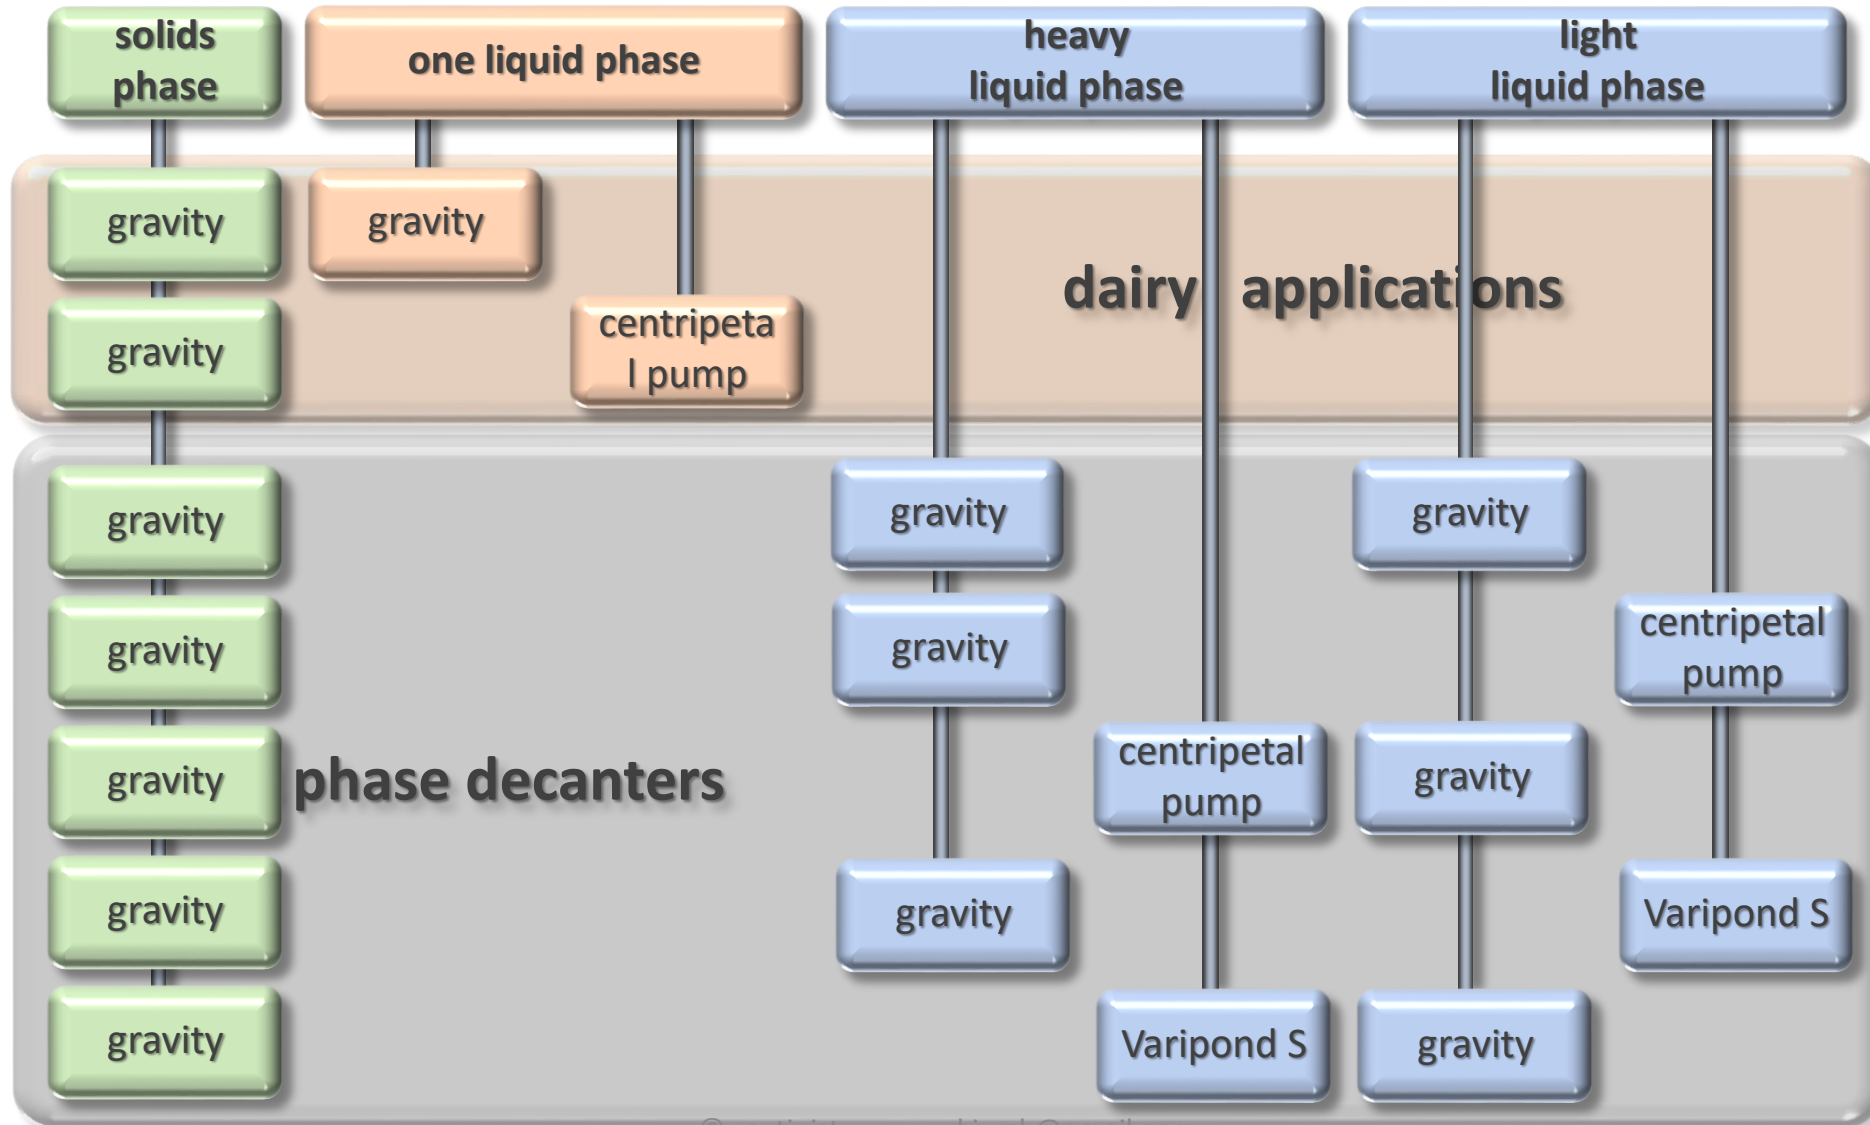 solids
phase
one liquid phase
heavy
liquid phase
light
liquid phase
gravity
gravity
dairy applications
gravity
centripeta
l pump
gravity
gravity
gravity
gravity
gravity
centripetal
pump
phase decanters
gravity
centripetal
pump
gravity
gravity
gravity
Varipond S
gravity
Varipond S
gravity